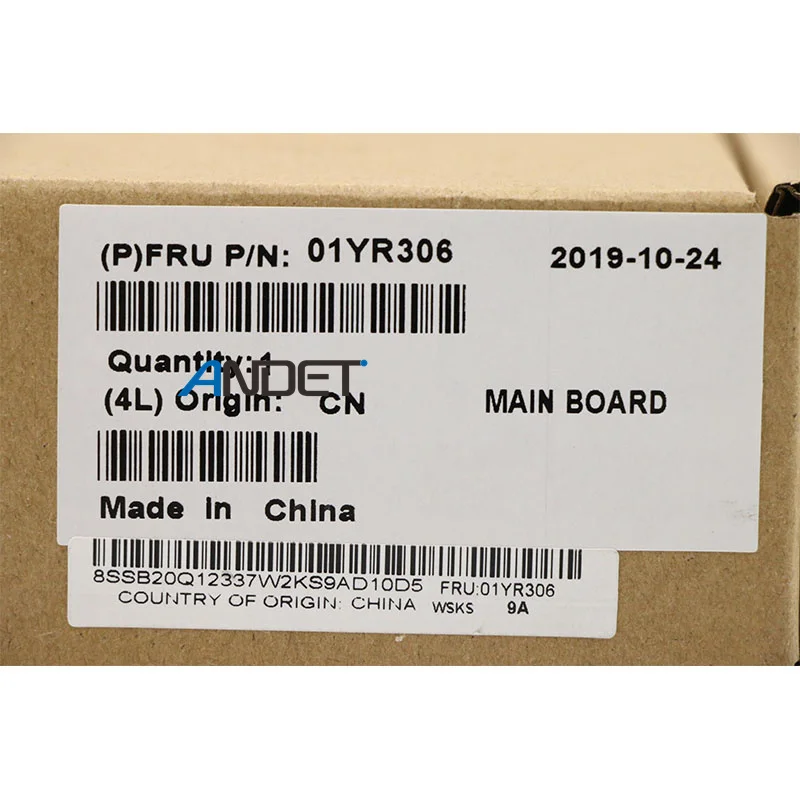 (P)FRU P/N: 01YR306 2019-10-24
Quantity:1
ANDET
(4L) Origin: CN MAIN BOARD
Made in China
8SSB20Q12337W2KS9AD10D5 FRU:01YR306
COUNTRY OF ORIGIN: CHINA WSKS 9A